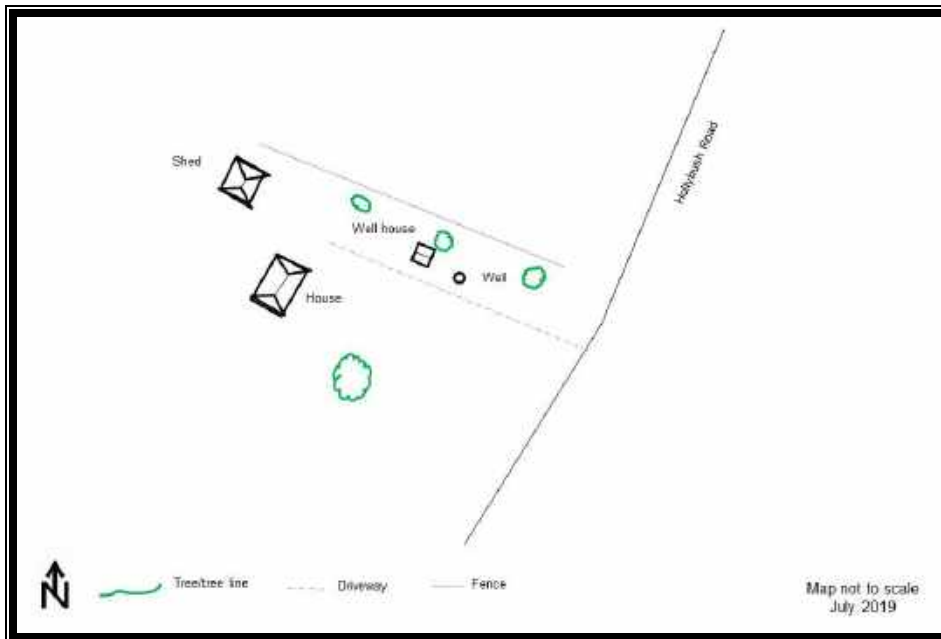 Hollybush Road
Shed
Well house
Well
House
N
Tree/tree line
Driveway
Fence
Map not to scale
July 2019